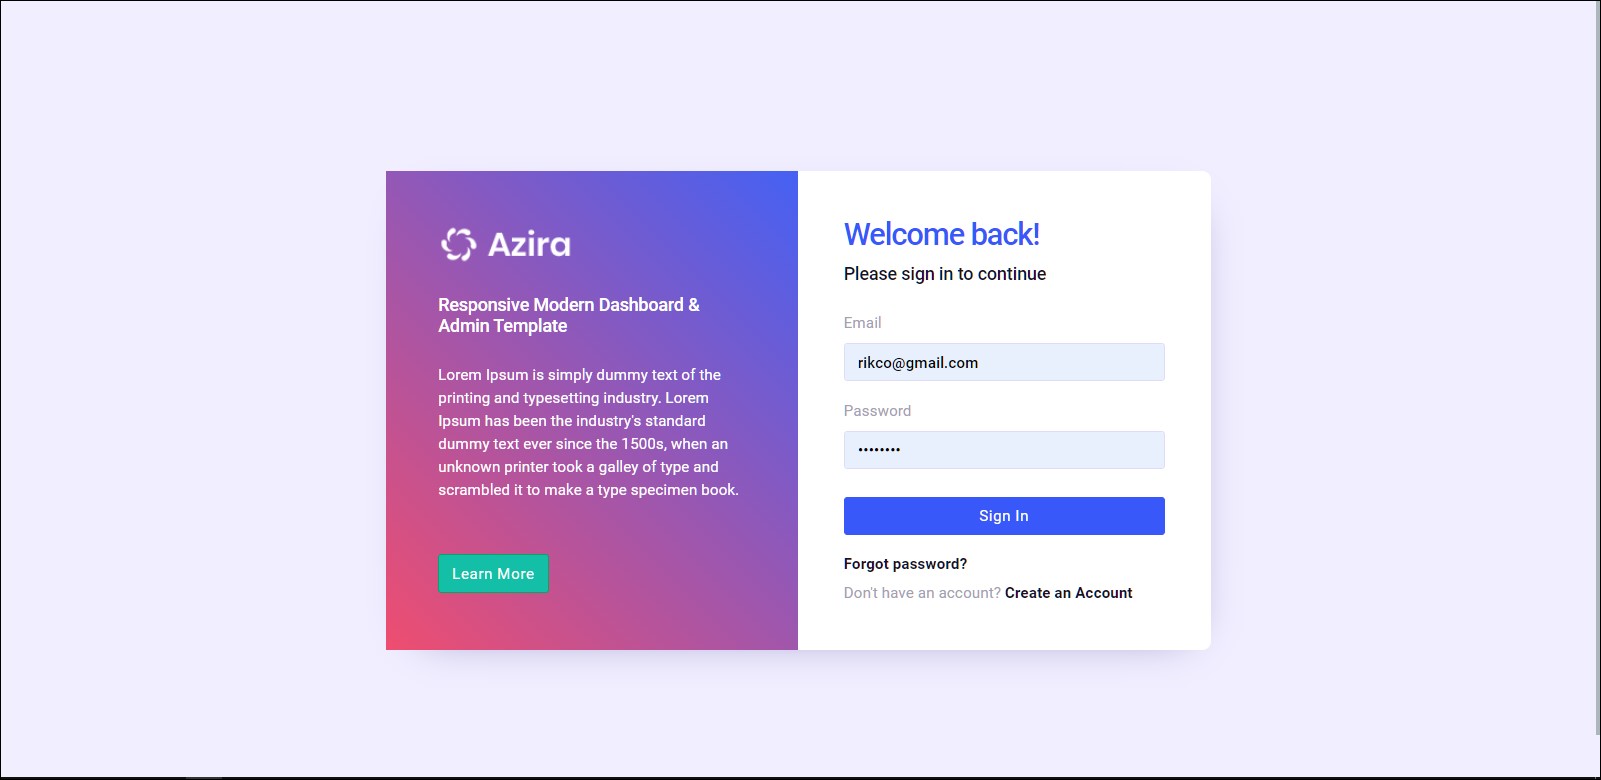 Azira
Responsive Modern Dashboard &
Admin Template
Lorem Ipsum is simply dummy text of the
printing and typesetting industry. Lorem
Ipsum has been the industry's standard
dummy text ever since the 1500s, when an
unknown printer took a galley of type and
scrambled it to make a type specimen book.
Learn More
Welcome back!
Please sign in to continue
Email
rikco@gmail.com
Password
••••••••
Sign In
Forgot password?
Don't have an account? Create an Account